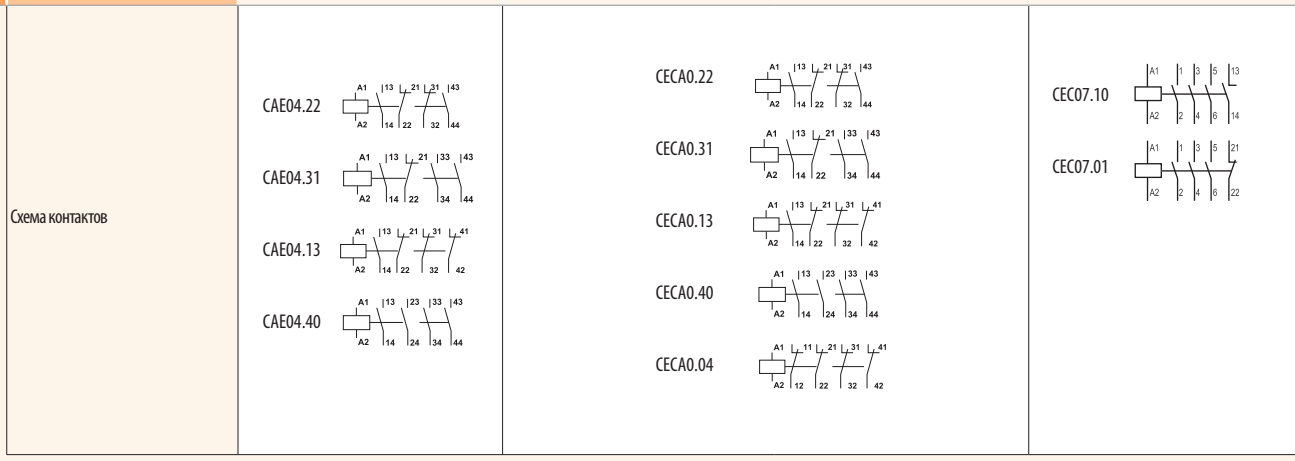 Схема контактов
CAE04.22
A1 13 21 31 43
A2 14 22 32 44
CAE04.31
A1 13 21 33 43
A2 14 22 34 44
CAE04.13
A1 13 21 31 41
A2 14 22 32 42
CAE04.40
A1 13 23 33 43
A2 14 24 34 44
CECA0.22
A1 13 21 31 43
A2 14 22 32 44
CECA0.31
A1 13 21 33 43
A2 14 22 34 44
CECA0.13
A1 13 21 31 41
A2 14 22 32 42
CECA0.40
A1 13 23 33 43
A2 14 24 34 44
CECA0.04
A1 11 21 31 41
A2 12 22 32 42
CEC07.10
A1 1 3 5 13
A2 2 4 6 14
CEC07.01
A1 1 3 5 21
A2 2 4 6 22